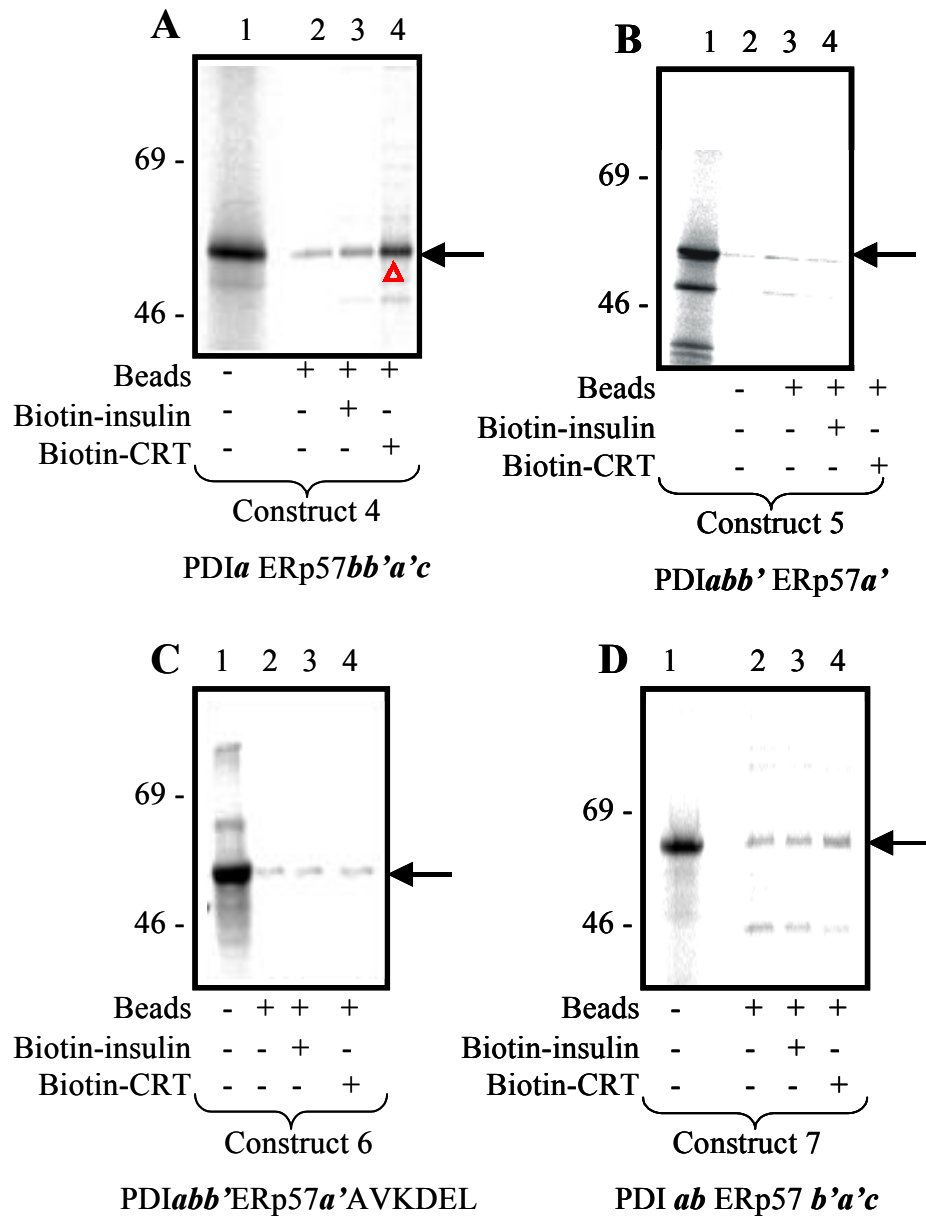 A
1 2 3 4
69 -
46 -
Beads - + + +
Biotin-insulin - - + -
Biotin-CRT - - - +
Construct 4
PDIa ERp57bb’a’c
B
1 2 3 4
69 -
46 -
Beads - + + +
Biotin-insulin - - + -
Biotin-CRT - - - +
Construct 5
PDIabb’ ERp57a’
C
1 2 3 4
69 -
46 -
Beads - + + +
Biotin-insulin - - + -
Biotin-CRT - - - +
Construct 6
PDIabb’ERp57a’AVKDEL
D
1 2 3 4
69 -
46 -
Beads - + + +
Biotin-insulin - - + -
Biotin-CRT - - - +
Construct 7
PDI ab ERp57 b’a’c